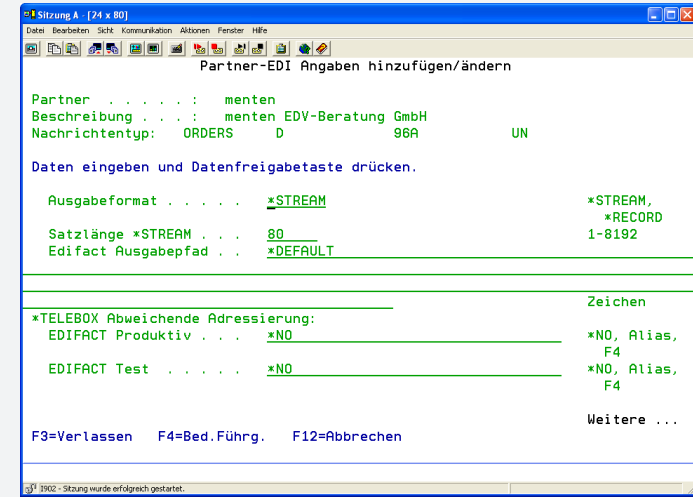 Sitzung A - [24 x 80]
Datei Bearbeiten Sicht Kommunikation Aktionen Fenster Hilfe
Partner-EDI Angaben hinzufügen/ändern
Partner . . . . . : menten
Beschreibung . . . : menten EDV-Beratung GmbH
Nachrichtentyp: ORDERS D 96A UN
Daten eingeben und Datenfreigabetaste drücken.
Ausgabeformat . . . . . *STREAM *STREAM,
*RECORD
Satzlänge *STREAM . . . 80 1-8192
Edifact Ausgabepfad . . *DEFAULT
Zeichen
*TELEBOX Abweichende Adressierung:
EDIFACT Produktiv . . . *NO *NO, Alias,
F4
EDIFACT Test . . . . . *NO *NO, Alias,
F4
Weitere ...
F3=Verlassen F4=Bed.Führg. F12=Abbrechen
I902 - Sitzung wurde erfolgreich gestartet.